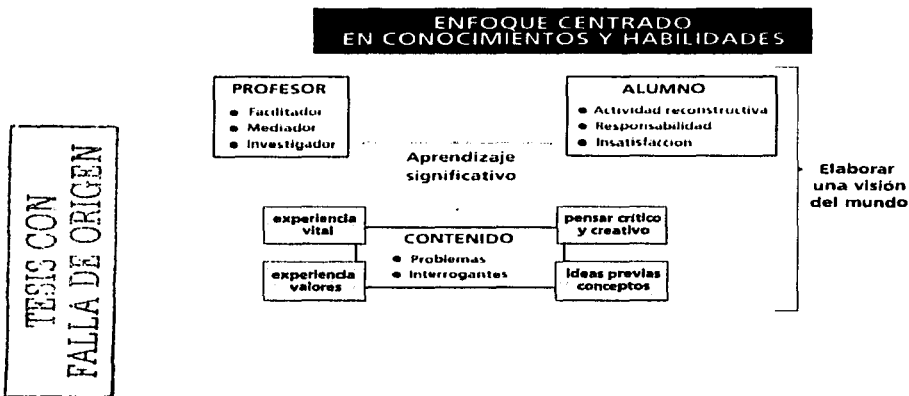 ENFOQUE CENTRADO
EN CONOCIMIENTOS Y HABILIDADES
PROFESOR
• Facilitador
• Mediador
• Investigador
ALUMNO
• Actividad reconstructiva
• Responsabilidad
• Insatisfaccion
Aprendizaje
significativo
Elaborar
una visión
del mundo
experiencia
vital
pensar crítico
y creativo
CONTENIDO
• Problemas
• Interrogantes
experiencia
valores
ideas previas
conceptos
TESIS CON
FALLA DE ORIGEN